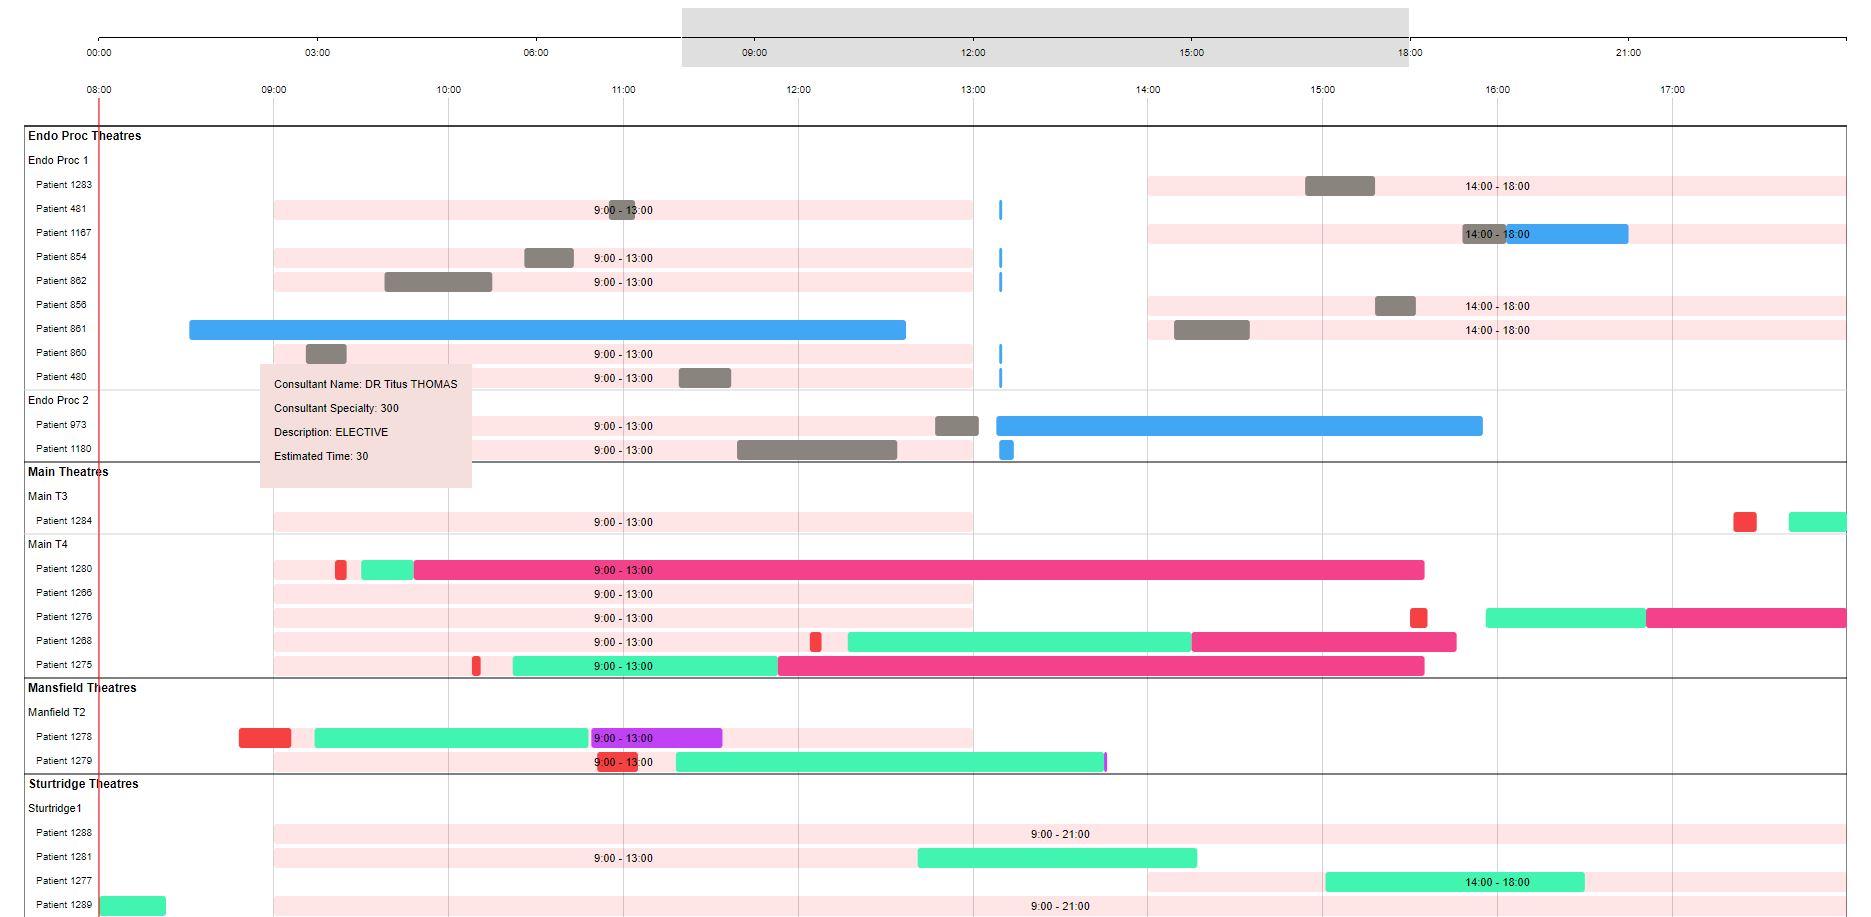 00:00 03:00 06:00 09:00 12:00 15:00 18:00 21:00
08:00 09:00 10:00 11:00 12:00 13:00 14:00 15:00 16:00 17:00
Endo Proc Theatres
Endo Proc 1
Patient 1283 14:00 - 18:00
Patient 481 9:00 - 13:00
Patient 1167 14:00 - 18:00
Patient 854 9:00 - 13:00
Patient 862 9:00 - 13:00
Patient 856 14:00 - 18:00
Patient 861 14:00 - 18:00
Patient 860 9:00 - 13:00
Patient 480 9:00 - 13:00
Consultant Name: DR Titus THOMAS
Consultant Specialty: 300
Description: ELECTIVE
Estimated Time: 30
Endo Proc 2
Patient 973 9:00 - 13:00
Patient 1180 9:00 - 13:00
Main Theatres
Main T3
Patient 1284 9:00 - 13:00
Main T4
Patient 1280 9:00 - 13:00
Patient 1266 9:00 - 13:00
Patient 1276 9:00 - 13:00
Patient 1268 9:00 - 13:00
Patient 1275 9:00 - 13:00
Mansfield Theatres
Manfield T2
Patient 1278 9:00 - 13:00
Patient 1279 9:00 - 13:00
Sturtridge Theatres
Sturtridge1
Patient 1288 9:00 - 21:00
Patient 1281 9:00 - 13:00
Patient 1277 14:00 - 18:00
Patient 1289 9:00 - 21:00